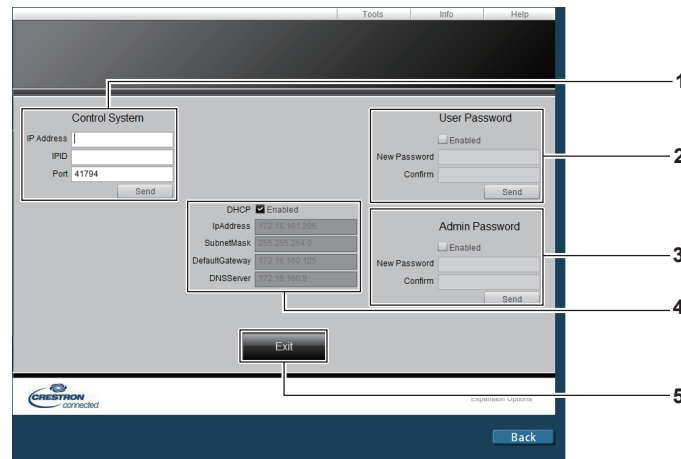 Tools Info Help
1
Control System
IP Address
IPID
Port 41794
Send
User Password
Enabled
New Password
Confirm
Send
2
DHCP Enabled
IpAddress 172.16.161.205
SubnetMask 255.255.254.0
DefaultGateway 172.16.160.125
DNSServer 172.16.160.9
Admin Password
Enabled
New Password
Confirm
Send
3
4
Exit
CRESTRON
connected
Expansion Options
5
Back